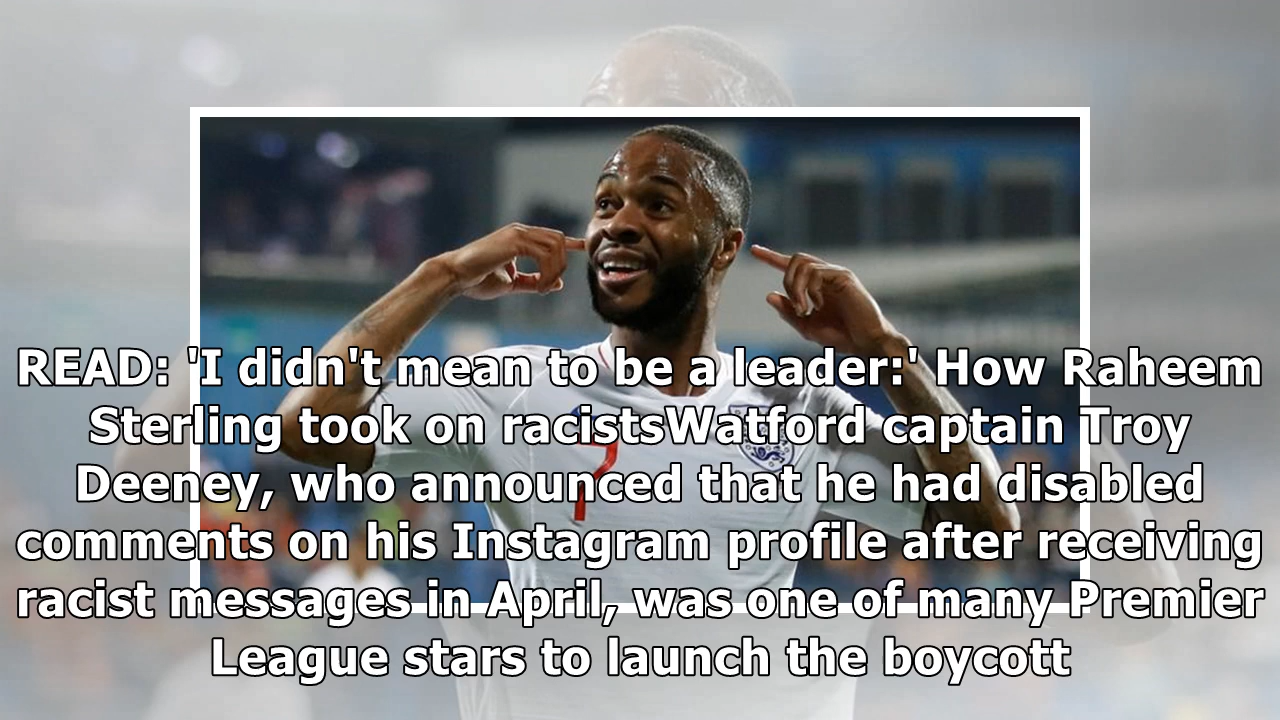 READ: 'I didn't mean to be a leader:' How Raheem
Sterling took on racistsWatford captain Troy
Deeney, who announced that he had disabled
comments on his Instagram profile after receiving
racist messages in April, was one of many Premier
League stars to launch the boycott
7